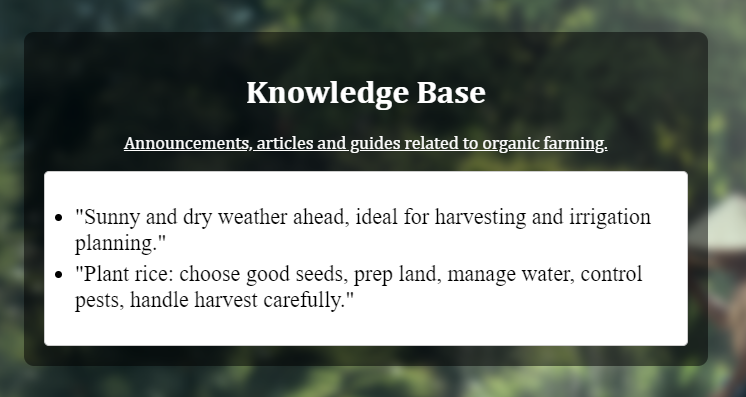 Knowledge Base
Announcements, articles and guides related to organic farming.
"Sunny and dry weather ahead, ideal for harvesting and irrigation
planning."
"Plant rice: choose good seeds, prep land, manage water, control
pests, handle harvest carefully."